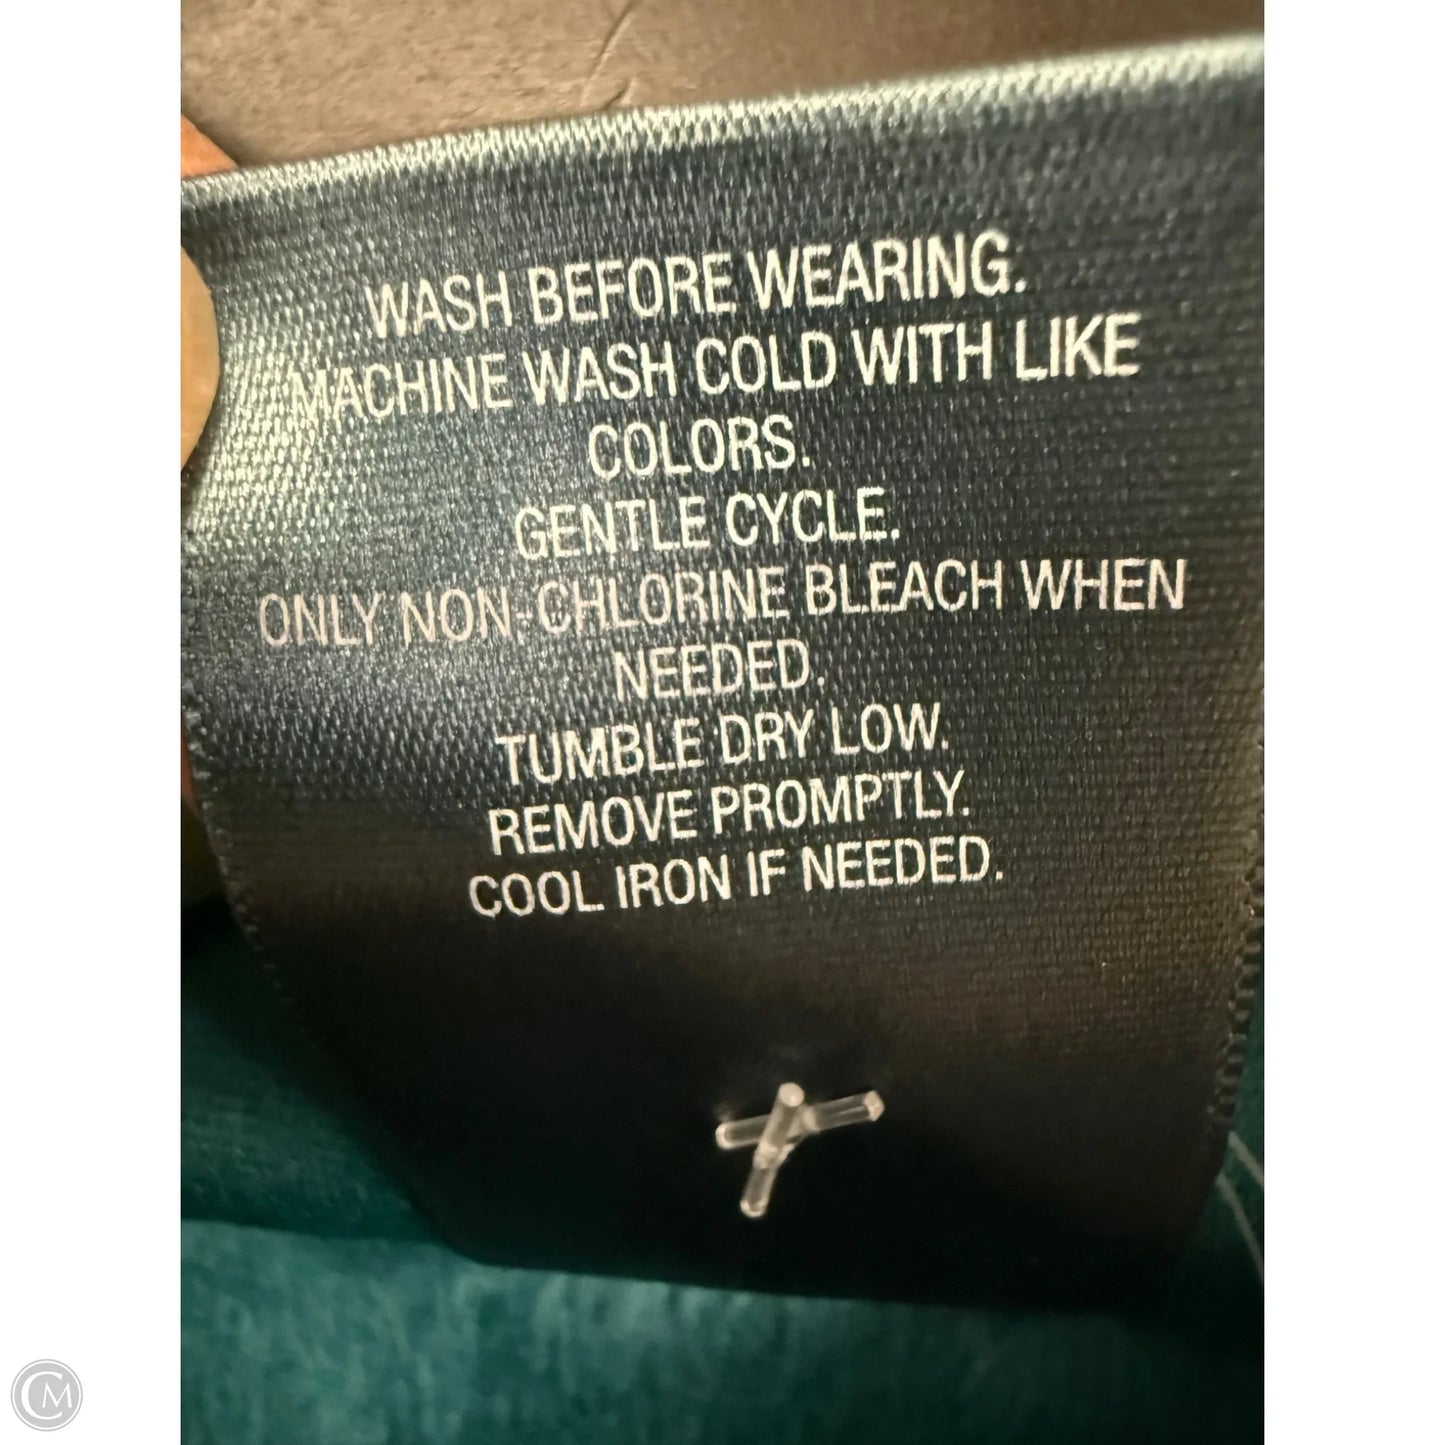 WASH BEFORE WEARING.
MACHINE WASH COLD WITH LIKE
COLORS.
GENTLE CYCLE.
ONLY NON-CHLORINE BLEACH WHEN
NEEDED.
TUMBLE DRY LOW.
REMOVE PROMPTLY.
COOL IRON IF NEEDED.
CM